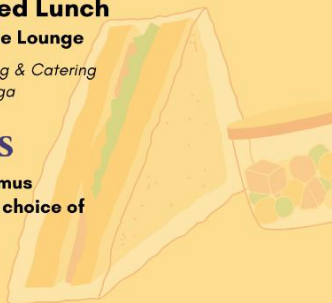 ed Lunch
e Lounge
g & Catering
ga
s
mus
choice of